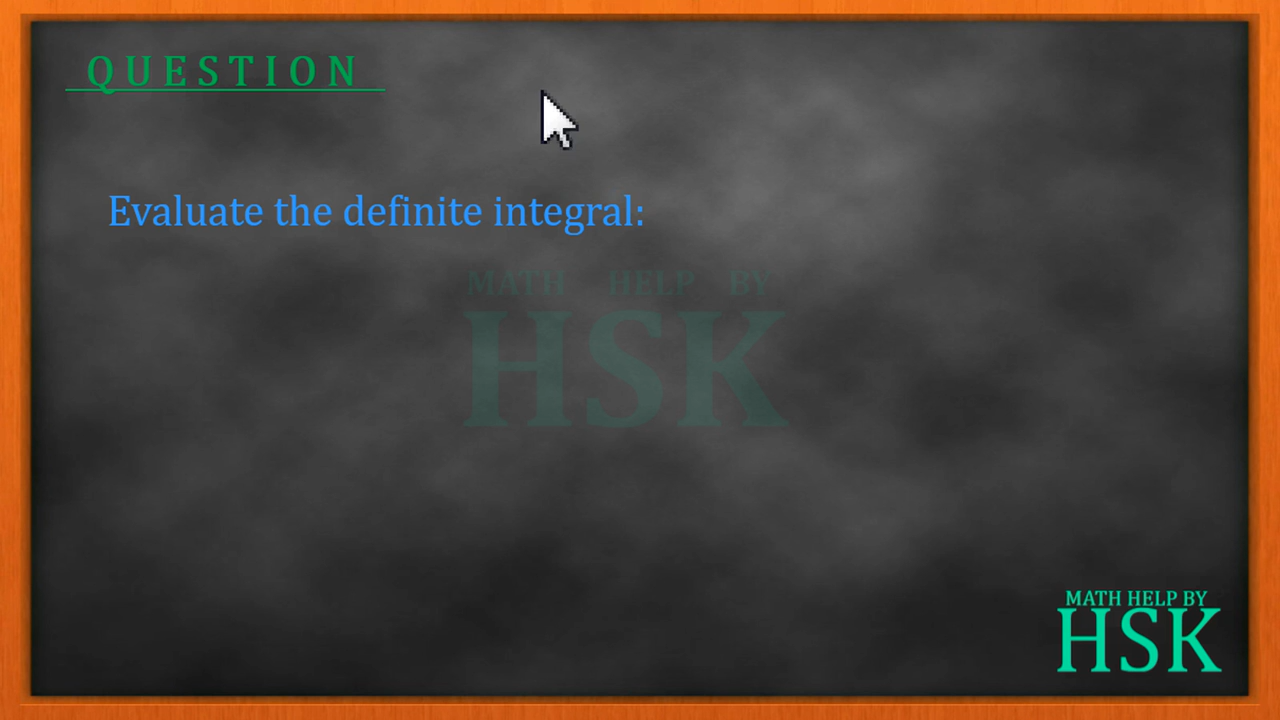 QUESTION
Evaluate the definite integral:
MATH HELP BY
HSK
MATH HELP BY
HSK